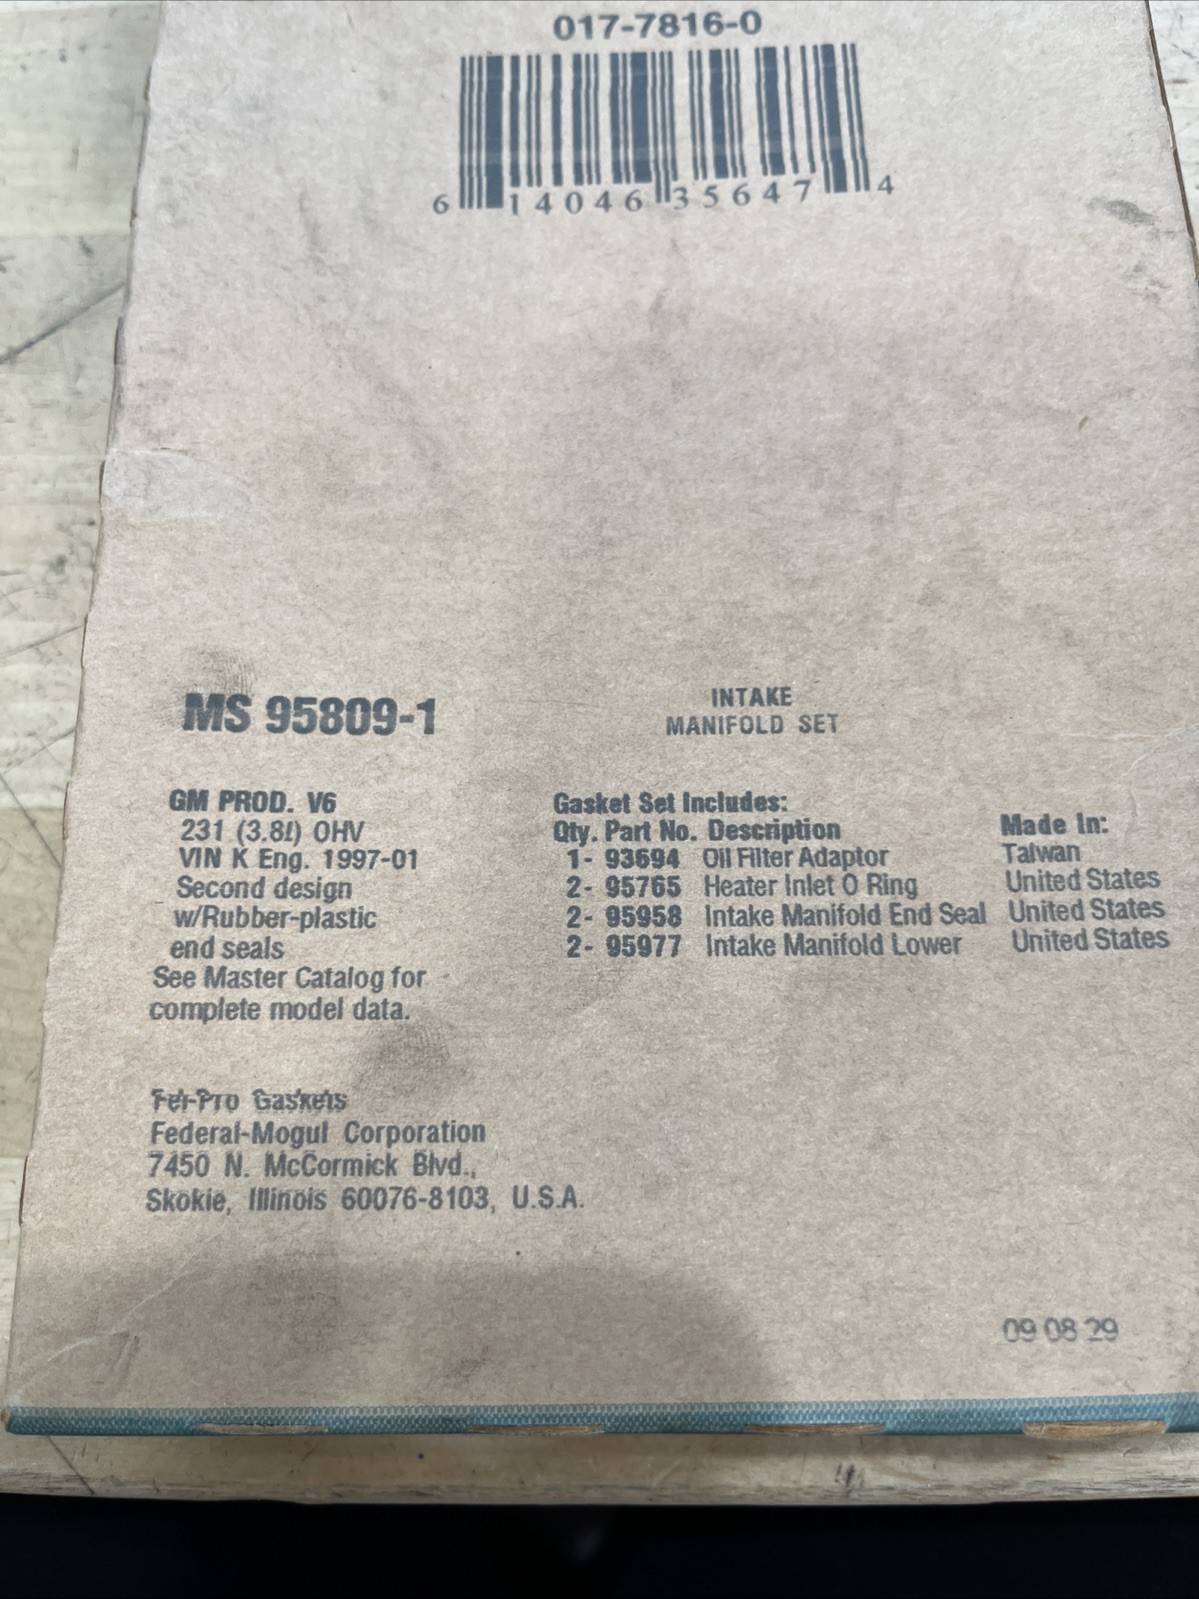 017-7816-0
6 14046 35647 4
MS 95809-1
INTAKE
MANIFOLD SET
GM PROD. V6
231 (3.8ℓ) OHV
VIN K Eng. 1997-01
Second design
w/Rubber-plastic
end seals
See Master Catalog for
complete model data.
Gasket Set Includes:
Qty. Part No. Description Made In:
1- 93694 Oil Filter Adaptor Taiwan
2- 95765 Heater Inlet O Ring United States
2- 95958 Intake Manifold End Seal United States
2- 95977 Intake Manifold Lower United States
Fel-Pro Gaskets
Federal-Mogul Corporation
7450 N. McCormick Blvd.,
Skokie, Illinois 60076-8103, U.S.A.
09 08 29